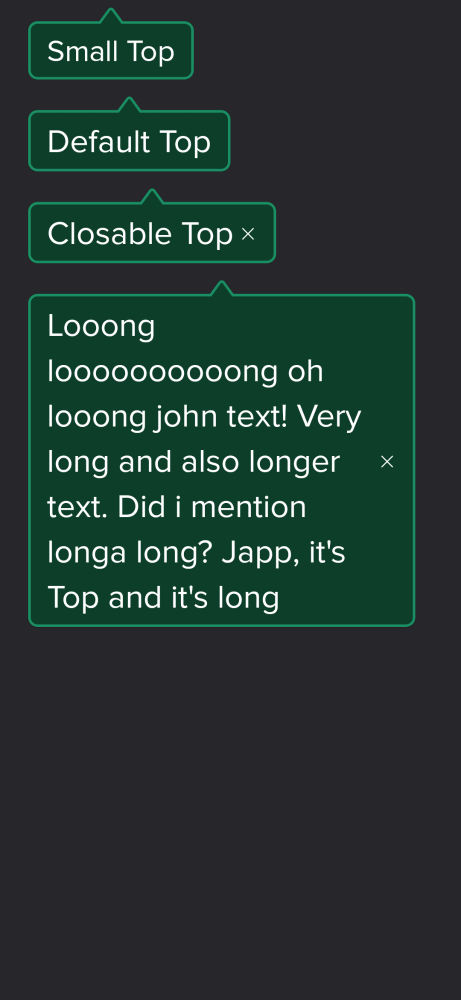 Small Top
Default Top
Closable Top ×
Looong
looooooooooong oh
looong john text! Very
long and also longer ×
text. Did i mention
longa long? Japp, it's
Top and it's long